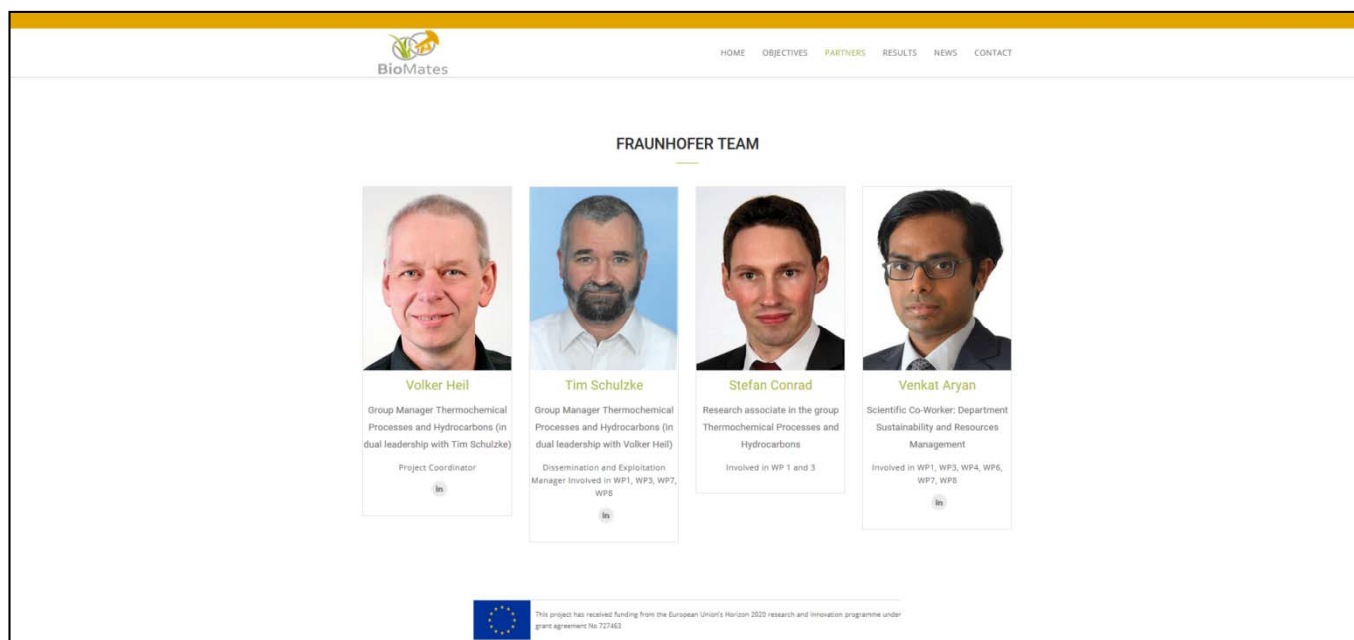 BioMates
HOME OBJECTIVES PARTNERS RESULTS NEWS CONTACT
FRAUNHOFER TEAM
Volker Heil
Group Manager Thermochemical
Processes and Hydrocarbons (in
dual leadership with Tim Schulzke)
Project Coordinator
in
Tim Schulzke
Group Manager Thermochemical
Processes and Hydrocarbons (in
dual leadership with Volker Heil)
Dissemination and Exploitation
Manager Involved in WP1, WP3, WP7,
WP8
in
Stefan Conrad
Research associate in the group
Thermochemical Processes and
Hydrocarbons
Involved in WP 1 and 3
Venkat Aryan
Scientific Co-Worker: Department
Sustainability and Resources
Management
Involved in WP1, WP3, WP4, WP6,
WP7, WP8
in
This project has received funding from the European Union's Horizon 2020 research and innovation programme under
grant agreement No 727463